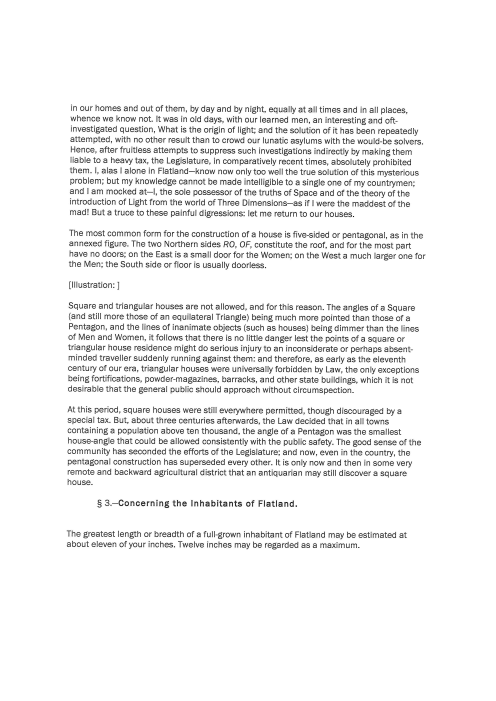 in our homes and out of them, by day and by night, equally at all times and in all places,
whence we know not. It was in old days, with our learned men, an interesting and oft-
investigated question, What is the origin of light; and the solution of it has been repeatedly
attempted, with no other result than to crowd our lunatic asylums with the would-be solvers.
Hence, after fruitless attempts to suppress such investigations indirectly by making them
liable to a heavy tax, the Legislature, in comparatively recent times, absolutely prohibited
them. I, alas I alone in Flatland—know now only too well the true solution of this mysterious
problem; but my knowledge cannot be made intelligible to a single one of my countrymen;
and I am mocked at—I, the sole possessor of the truths of Space and of the theory of the
introduction of Light from the world of Three Dimensions—as if I were the maddest of the
mad! But a truce to these painful digressions: let me return to our houses.
The most common form for the construction of a house is five-sided or pentagonal, as in the
annexed figure. The two Northern sides RO, OF, constitute the roof, and for the most part
have no doors; on the East is a small door for the Women; on the West a much larger one for
the Men; the South side or floor is usually doorless.
[Illustration: ]
Square and triangular houses are not allowed, and for this reason. The angles of a Square
(and still more those of an equilateral Triangle) being much more pointed than those of a
Pentagon, and the lines of inanimate objects (such as houses) being dimmer than the lines
of Men and Women, it follows that there is no little danger lest the points of a square or
triangular house residence might do serious injury to an inconsiderate or perhaps absent-
minded traveller suddenly running against them: and therefore, as early as the eleventh
century of our era, triangular houses were universally forbidden by Law, the only exceptions
being fortifications, powder-magazines, barracks, and other state buildings, which it is not
desirable that the general public should approach without circumspection.
At this period, square houses were still everywhere permitted, though discouraged by a
special tax. But, about three centuries afterwards, the Law decided that in all towns
containing a population above ten thousand, the angle of a Pentagon was the smallest
house-angle that could be allowed consistently with the public safety. The good sense of the
community has seconded the efforts of the Legislature; and now, even in the country, the
pentagonal construction has superseded every other. It is only now and then in some very
remote and backward agricultural district that an antiquarian may still discover a square
house.
§ 3.—Concerning the Inhabitants of Flatland.
The greatest length or breadth of a full-grown inhabitant of Flatland may be estimated at
about eleven of your inches. Twelve inches may be regarded as a maximum.